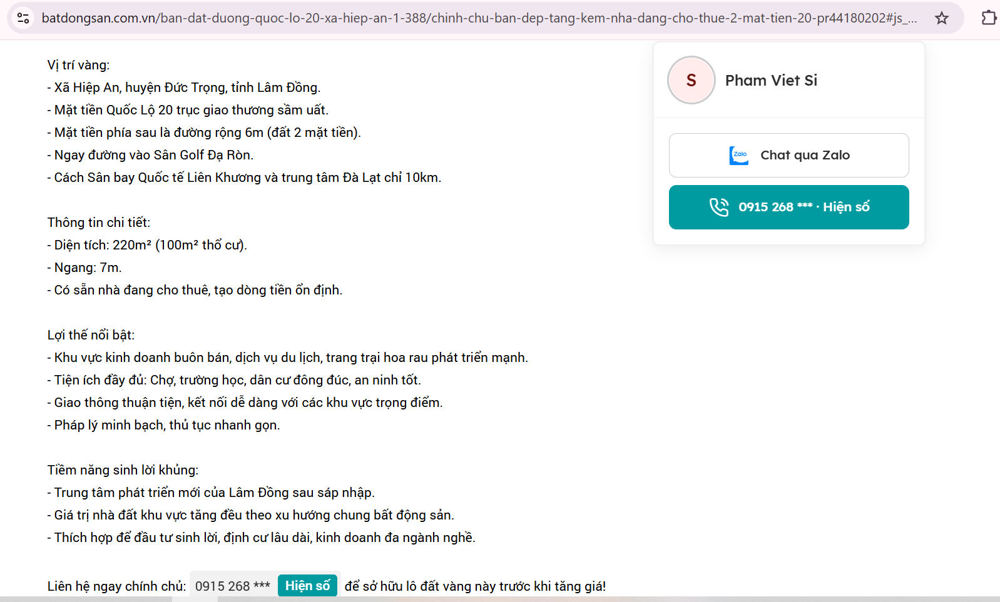 batdongsan.com.vn/ban-dat-duong-quoc-lo-20-xa-hiep-an-1-388/chinh-chu-ban-dep-tang-kem-nha-dang-cho-thue-2-mat-tien-20-pr44180202#js_...
Vị trí vàng:
- Xã Hiệp An, huyện Đức Trọng, tỉnh Lâm Đồng.
- Mặt tiền Quốc Lộ 20 trục giao thương sầm uất.
- Mặt tiền phía sau là đường rộng 6m (đất 2 mặt tiền).
- Ngay đường vào Sân Golf Đạ Ròn.
- Cách Sân bay Quốc tế Liên Khương và trung tâm Đà Lạt chỉ 10km.
Thông tin chi tiết:
- Diện tích: 220m² (100m² thổ cư).
- Ngang: 7m.
- Có sẵn nhà đang cho thuê, tạo dòng tiền ổn định.
Lợi thế nổi bật:
- Khu vực kinh doanh buôn bán, dịch vụ du lịch, trang trại hoa rau phát triển mạnh.
- Tiện ích đầy đủ: Chợ, trường học, dân cư đông đúc, an ninh tốt.
- Giao thông thuận tiện, kết nối dễ dàng với các khu vực trọng điểm.
- Pháp lý minh bạch, thủ tục nhanh gọn.
Tiềm năng sinh lời khủng:
- Trung tâm phát triển mới của Lâm Đồng sau sáp nhập.
- Giá trị nhà đất khu vực tăng đều theo xu hướng chung bất động sản.
- Thích hợp để đầu tư sinh lời, định cư lâu dài, kinh doanh đa ngành nghề.
Liên hệ ngay chính chủ: 0915 268 *** Hiện số để sở hữu lô đất vàng này trước khi tăng giá!
S
Pham Viet Si
Zalo Chat qua Zalo
0915 268 *** · Hiện số